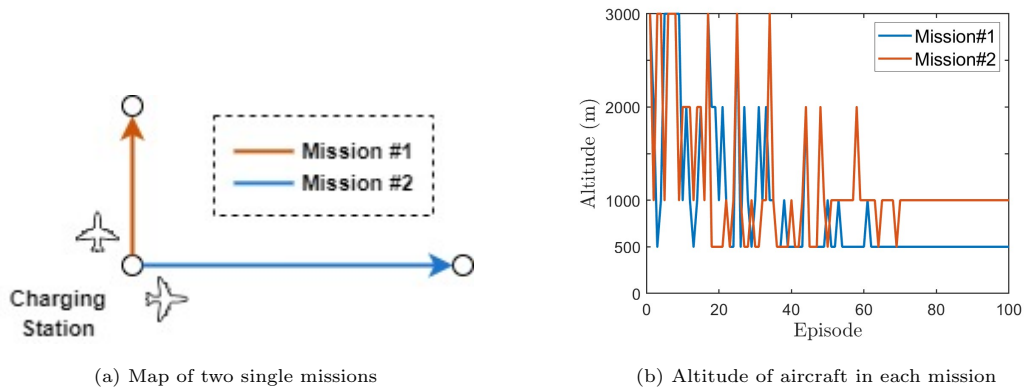 Mission #1
Mission #2
Charging
Station
(a) Map of two single missions
3000
2000
1000
500
0
Altitude (m)
Mission#1
Mission#2
0
20
40
60
80
100
Episode
(b) Altitude of aircraft in each mission